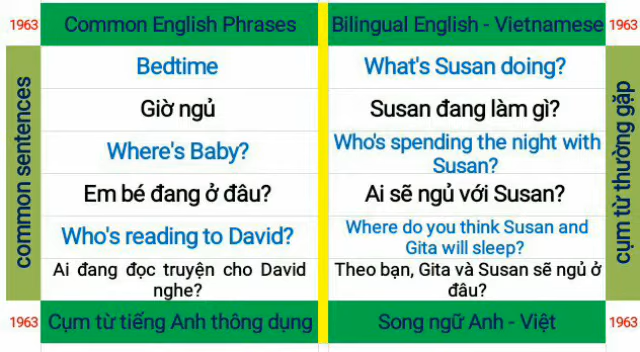 1963 Common English Phrases Bilingual English - Vietnamese 1963
common sentences
Bedtime
Giờ ngủ
Where's Baby?
Em bé đang ở đâu?
Who's reading to David?
Ai đang đọc truyện cho David
nghe?
What's Susan doing?
Susan đang làm gì?
Who's spending the night with
Susan?
Ai sẽ ngủ với Susan?
Where do you think Susan and
Gita will sleep?
Theo bạn, Gita và Susan sẽ ngủ ở
đâu?
cụm từ thường gặp
1963 Cụm từ tiếng Anh thông dụng Song ngữ Anh - Việt 1963